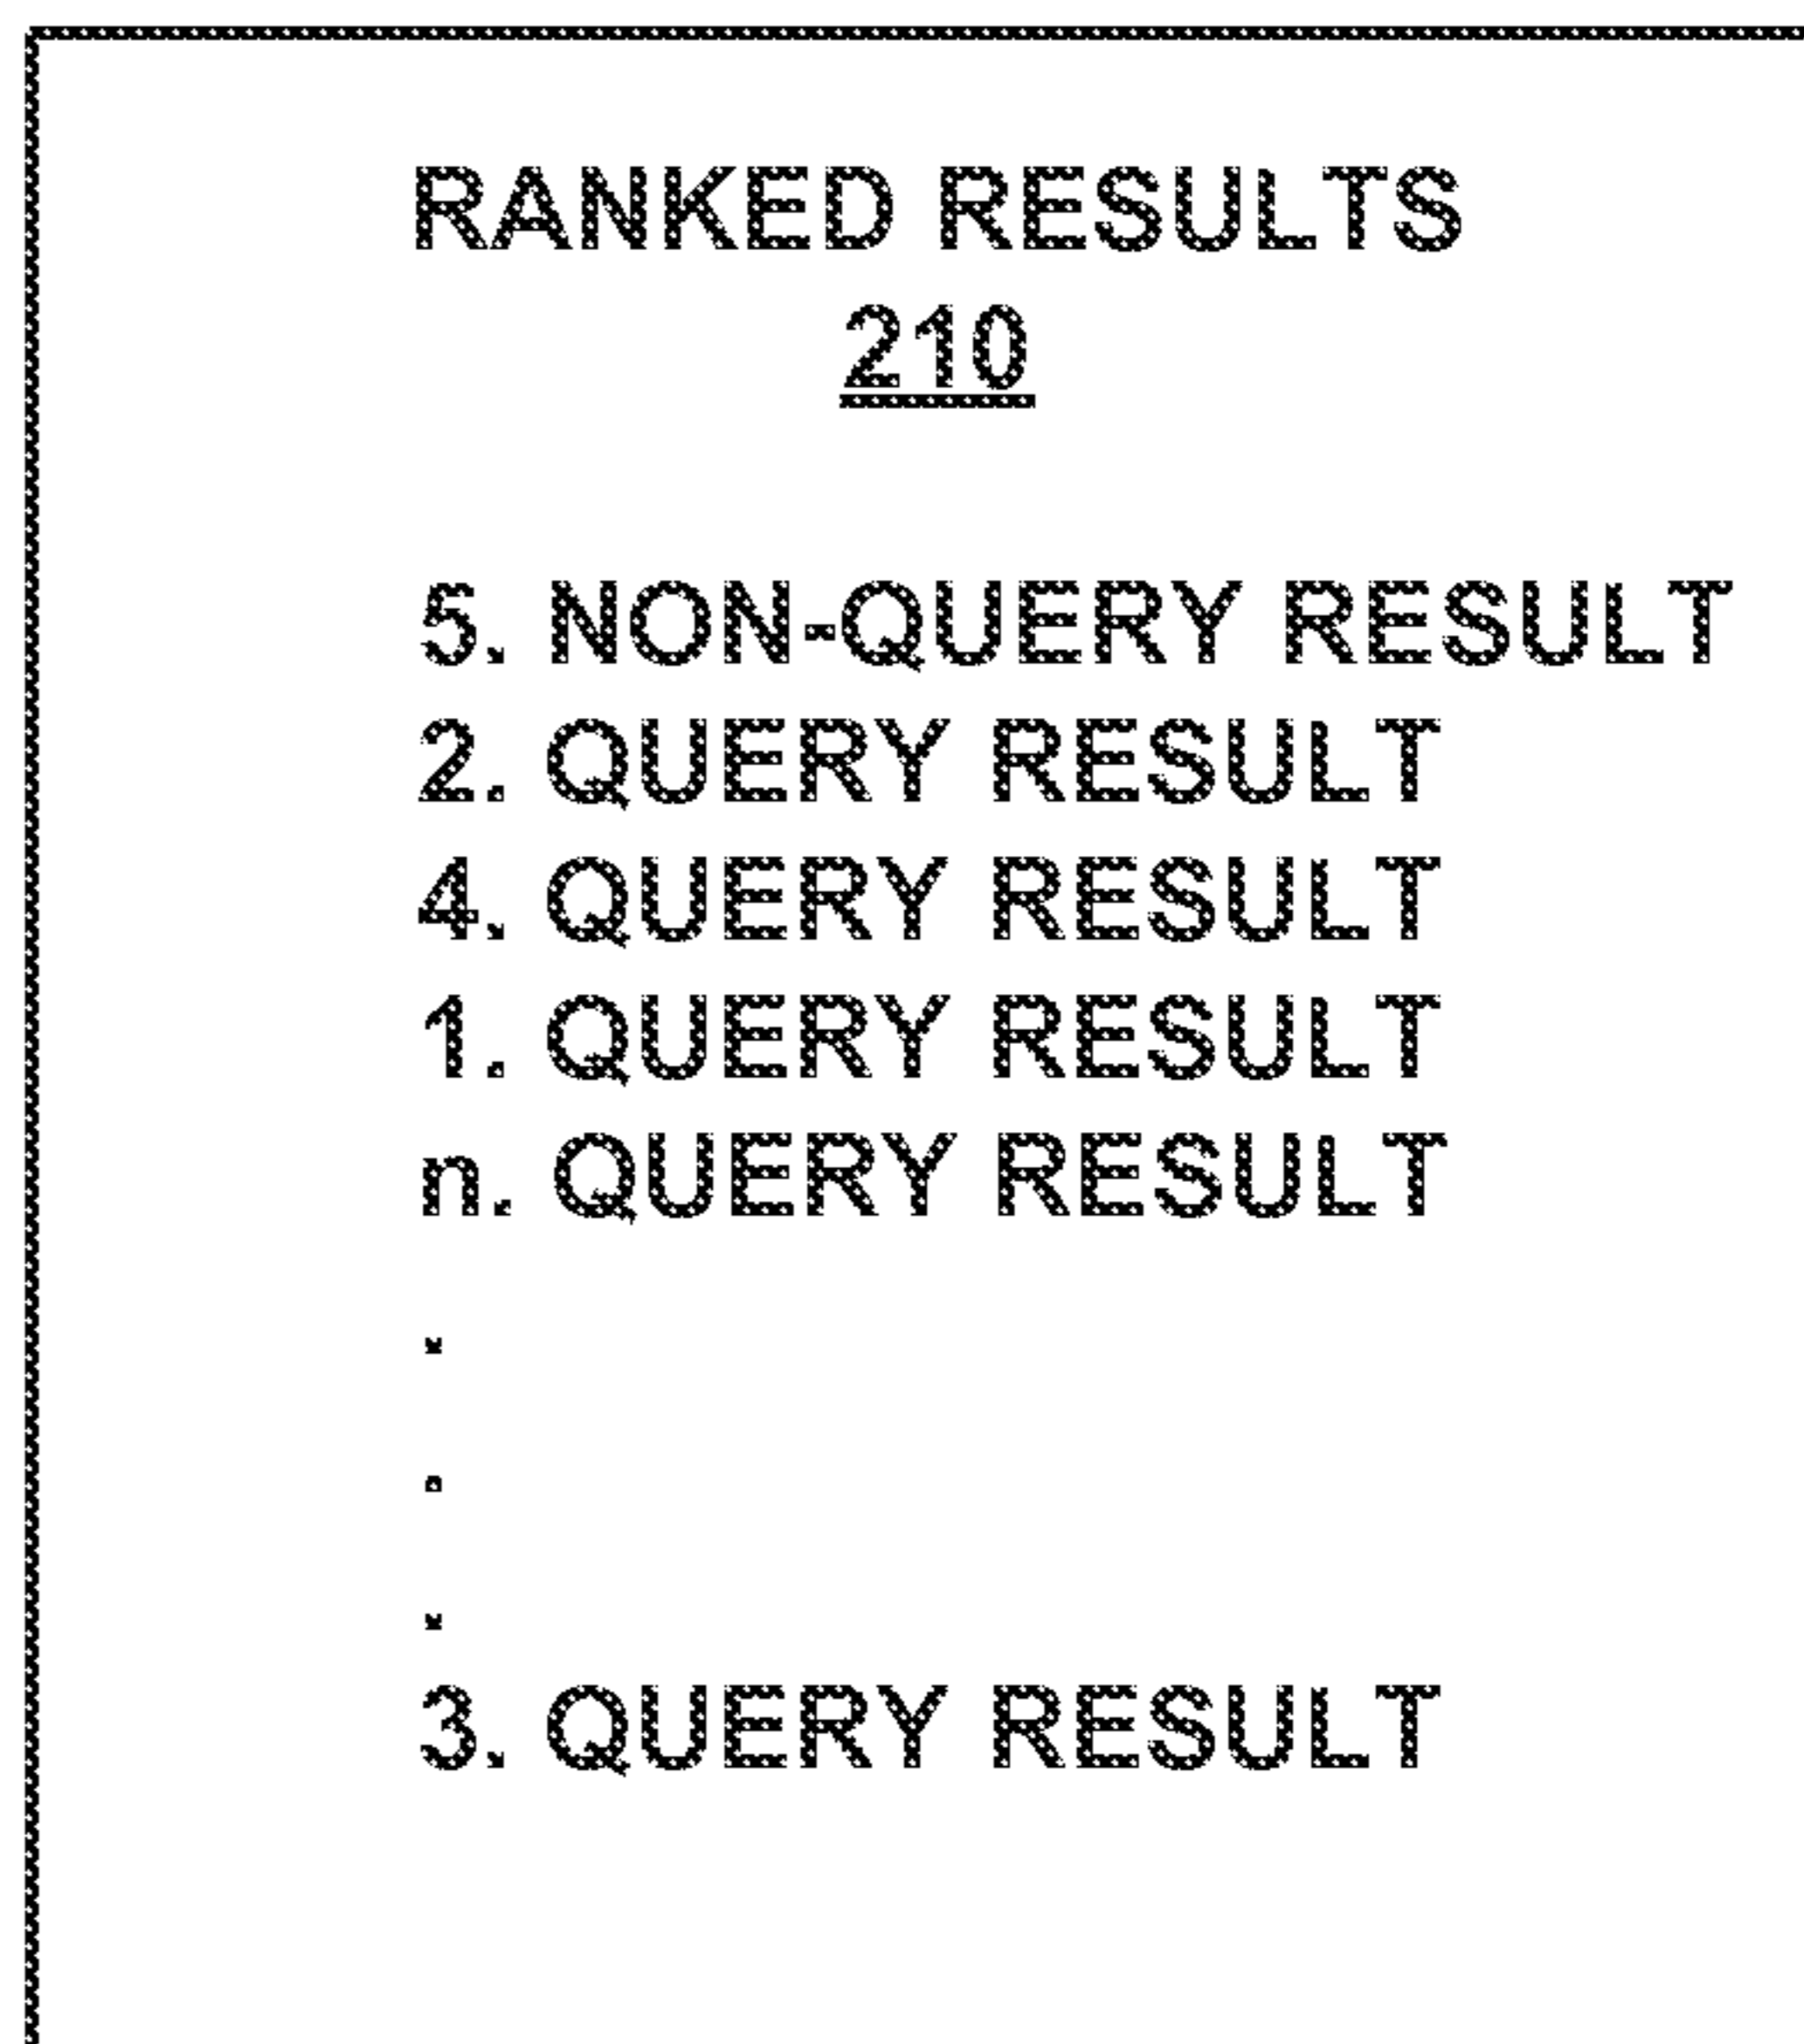 RANKED RESULTS
210
5. NON-QUERY RESULT
2. QUERY RESULT
4. QUERY RESULT
1. QUERY RESULT
n. QUERY RESULT
.
.
.
3. QUERY RESULT